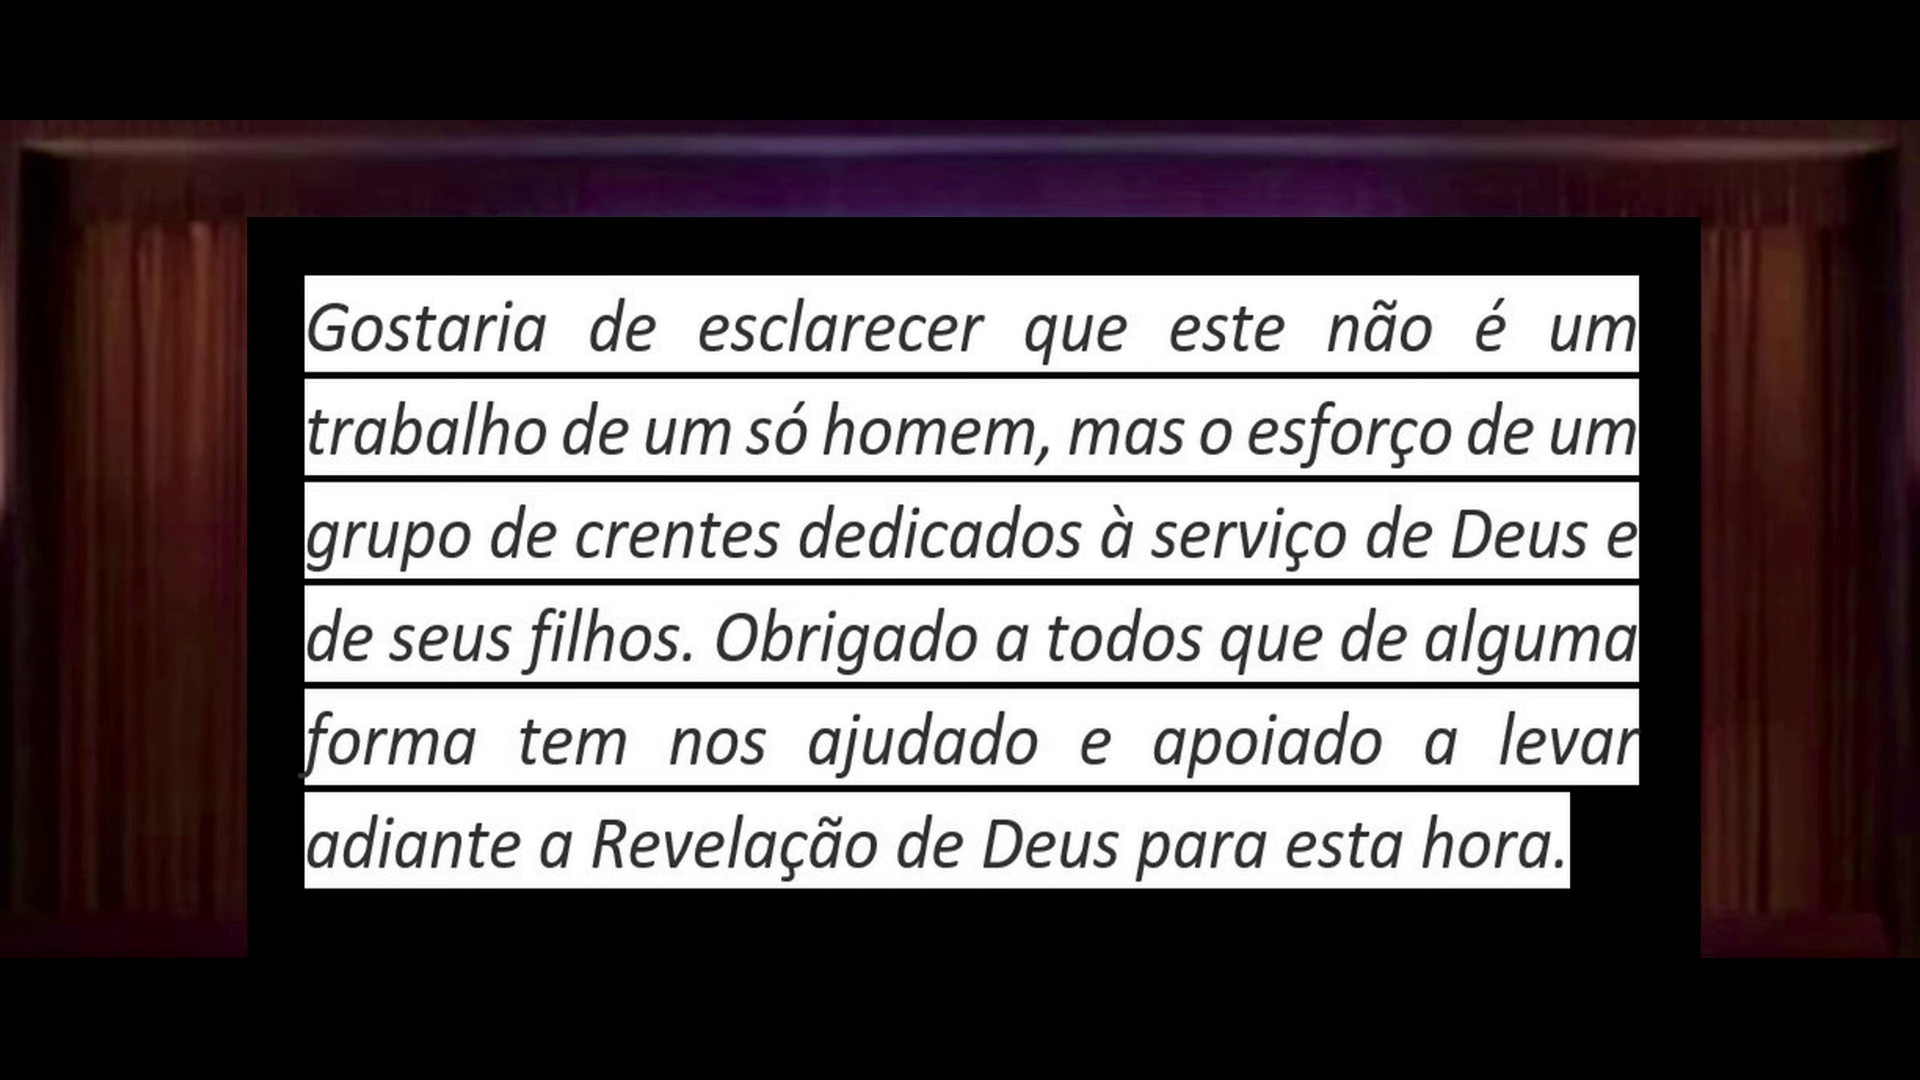 Gostaria de esclarecer que este não é um
trabalho de um só homem, mas o esforço de um
grupo de crentes dedicados à serviço de Deus e
de seus filhos. Obrigado a todos que de alguma
forma tem nos ajudado e apoiado a levar
adiante a Revelação de Deus para esta hora.